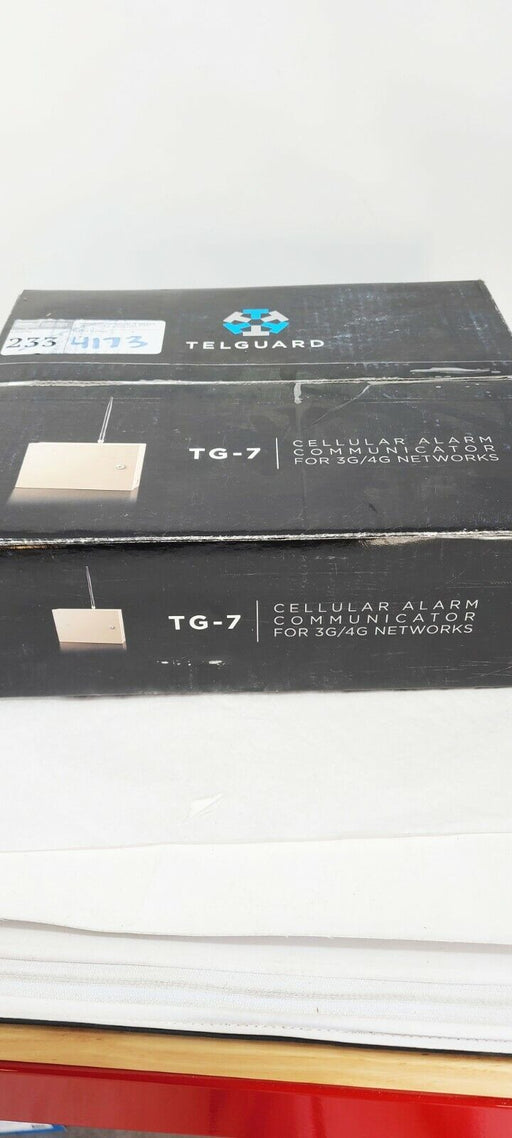 233 4173
TELGUARD
TG-7
CELLULAR ALARM
COMMUNICATOR
FOR 3G/4G NETWORKS
TG-7
CELLULAR ALARM
COMMUNICATOR
FOR 3G/4G NETWORKS